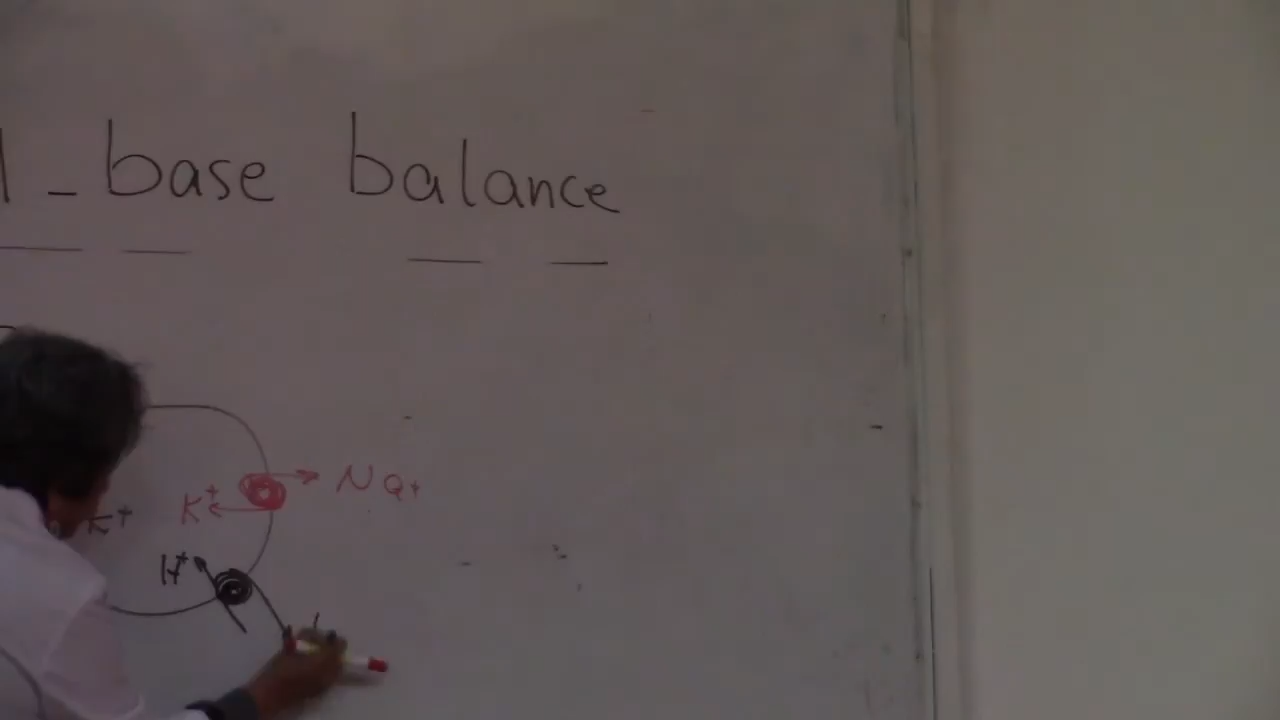 _ base balance
Na+
K+
K+
H+